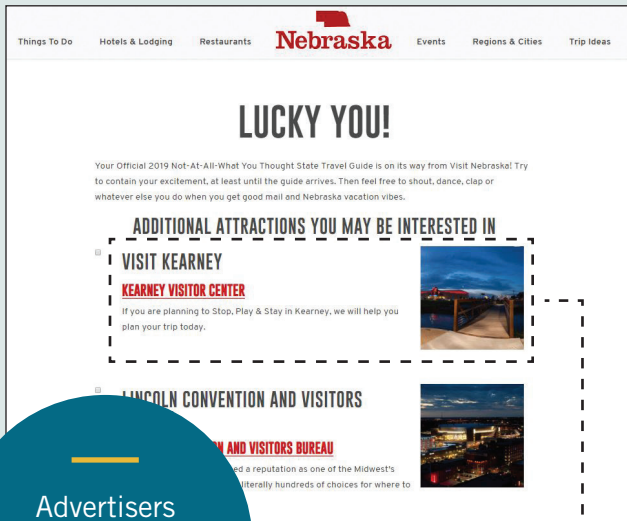 Things To Do Hotels & Lodging Restaurants Nebraska Events Regions & Cities Trip Ideas
LUCKY YOU!
Your Official 2019 Not-At-All-What You Thought State Travel Guide is on its way from Visit Nebraska! Try
to contain your excitement, at least until the guide arrives. Then feel free to shout, dance, clap or
whatever else you do when you get good mail and Nebraska vacation vibes.
ADDITIONAL ATTRACTIONS YOU MAY BE INTERESTED IN
VISIT KEARNEY
KEARNEY VISITOR CENTER
If you are planning to Stop, Play & Stay in Kearney, we will help you
plan your trip today.
LINCOLN CONVENTION AND VISITORS
AND VISITORS BUREAU
a reputation as one of the Midwest's
literally hundreds of choices for where to
Advertisers